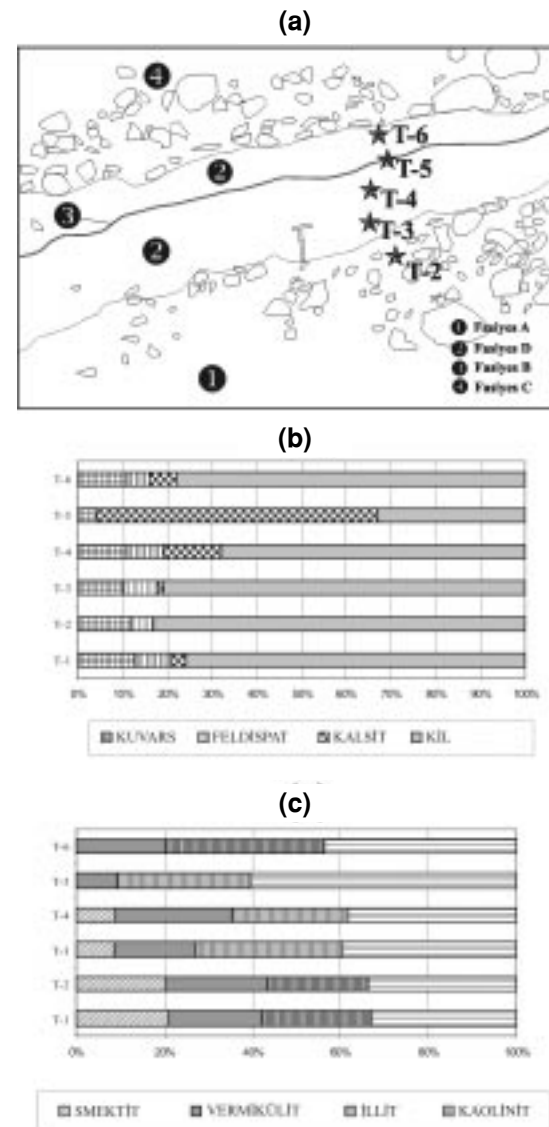 (a)
4
T-6
2
T-5
3
T-4
T-3
2
T-2
1
1 Fasiyes A
2 Fasiyes D
3 Fasiyes B
4 Fasiyes C
(b)
T-6
T-5
T-4
T-3
T-2
T-1
0% 10% 20% 30% 40% 50% 60% 70% 80% 90% 100%
KUVARS FELDİSPAT KALSİT KİL
(c)
T-6
T-5
T-4
T-3
T-2
T-1
0% 20% 40% 60% 80% 100%
SMEKTİT VERMİKÜLİT İLLİT KAOLİNİT